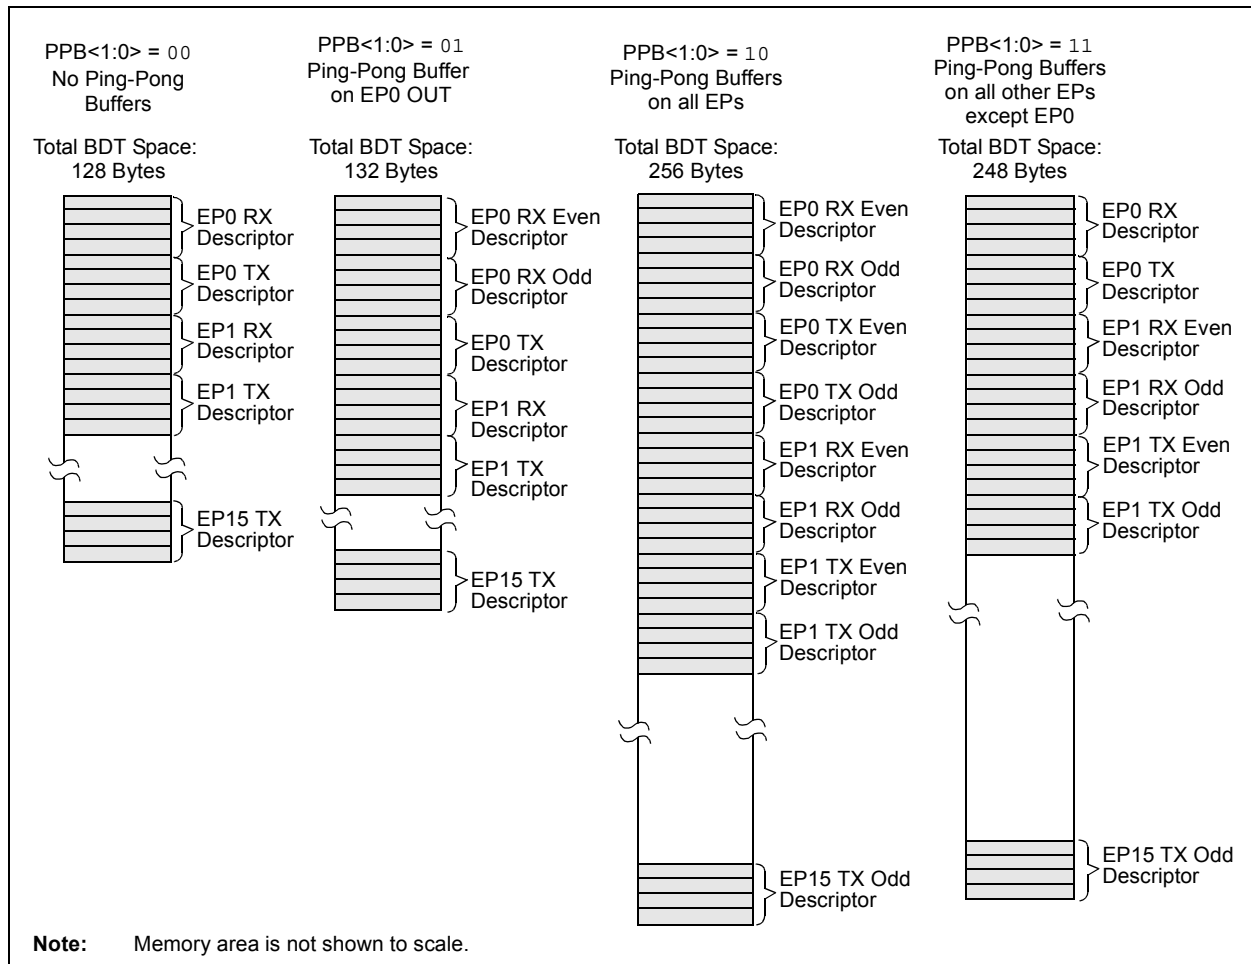 PPB<1:0> = 00
No Ping-Pong
Buffers
Total BDT Space:
128 Bytes
EP0 RX
Descriptor
EP0 TX
Descriptor
EP1 RX
Descriptor
EP1 TX
Descriptor
EP15 TX
Descriptor
PPB<1:0> = 01
Ping-Pong Buffer
on EP0 OUT
Total BDT Space:
132 Bytes
EP0 RX Even
Descriptor
EP0 RX Odd
Descriptor
EP0 TX
Descriptor
EP1 RX
Descriptor
EP1 TX
Descriptor
EP15 TX
Descriptor
PPB<1:0> = 10
Ping-Pong Buffers
on all EPs
Total BDT Space:
256 Bytes
EP0 RX Even
Descriptor
EP0 RX Odd
Descriptor
EP0 TX Even
Descriptor
EP0 TX Odd
Descriptor
EP1 RX Even
Descriptor
EP1 RX Odd
Descriptor
EP1 TX Even
Descriptor
EP1 TX Odd
Descriptor
EP15 TX Odd
Descriptor
PPB<1:0> = 11
Ping-Pong Buffers
on all other EPs
except EP0
Total BDT Space:
248 Bytes
EP0 RX
Descriptor
EP0 TX
Descriptor
EP1 RX Even
Descriptor
EP1 RX Odd
Descriptor
EP1 TX Even
Descriptor
EP1 TX Odd
Descriptor
EP15 TX Odd
Descriptor
Note: Memory area is not shown to scale.